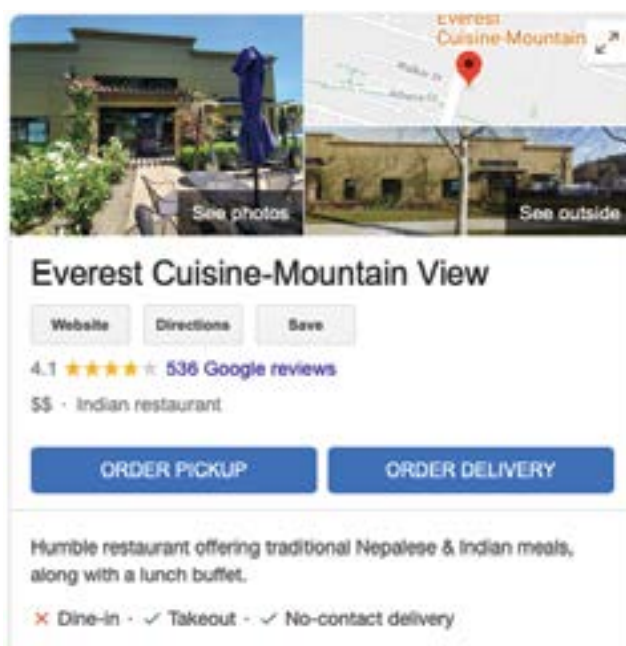 Everest
Cuisine-Mountain
See photos
See outside
Everest Cuisine-Mountain View
Website Directions Save
4.1 536 Google reviews
$$ · Indian restaurant
ORDER PICKUP ORDER DELIVERY
Humble restaurant offering traditional Nepalese & Indian meals,
along with a lunch buffet.
Dine-in · Takeout · No-contact delivery